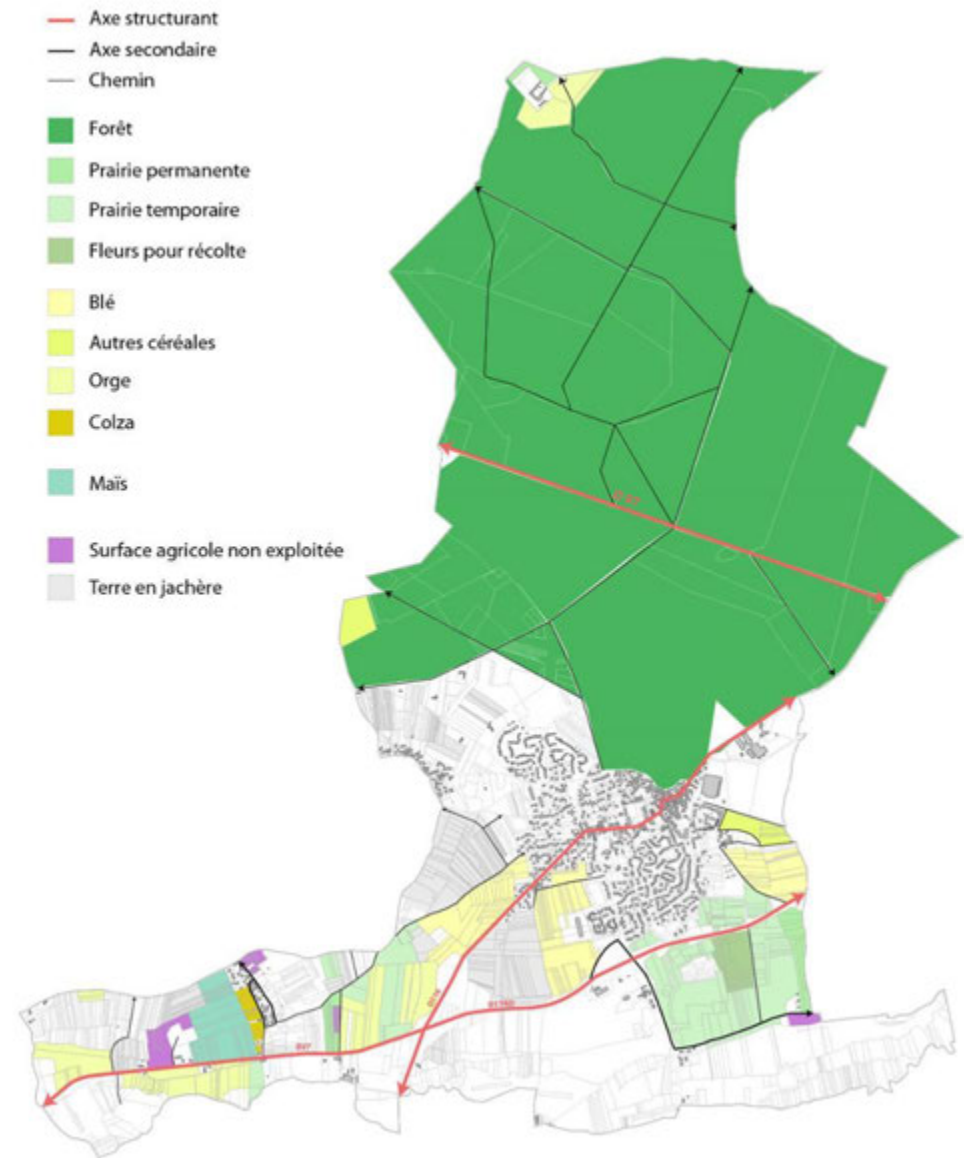 Axe structurant
Axe secondaire
Chemin
Forêt
Prairie permanente
Prairie temporaire
Fleurs pour récolte
Blé
Autres céréales
Orge
Colza
Maïs
Surface agricole non exploitée
Terre en jachère